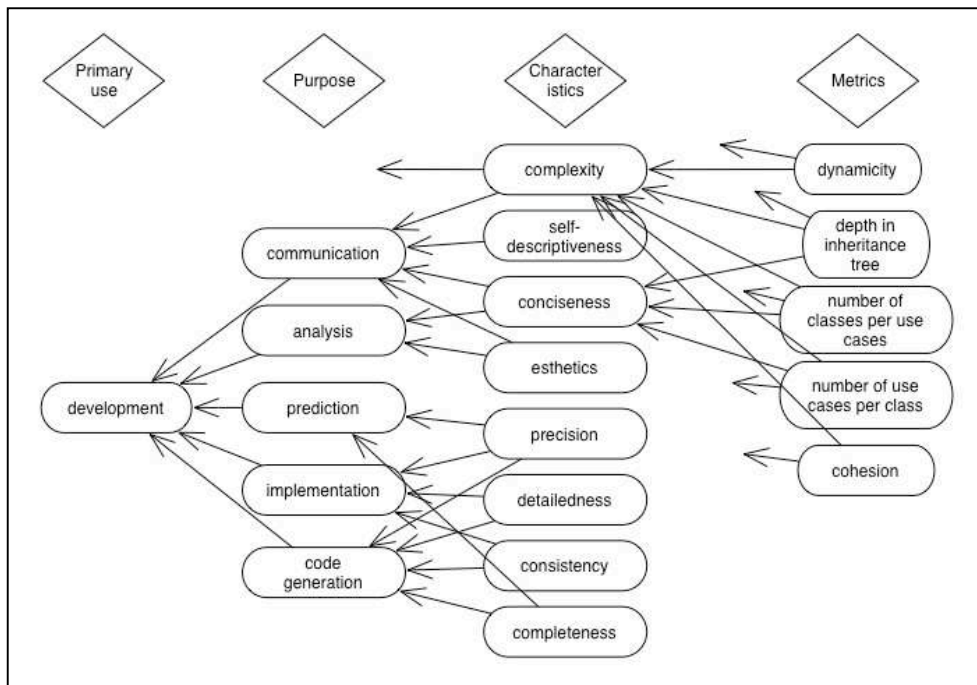 Primary
use
Purpose
Character
istics
Metrics
complexity
dynamicity
self-
descriptiveness
communication
depth in
inheritance
tree
conciseness
number of
classes per use
cases
analysis
esthetics
number of use
cases per class
development
prediction
precision
cohesion
implementation
detailedness
code
generation
consistency
completeness